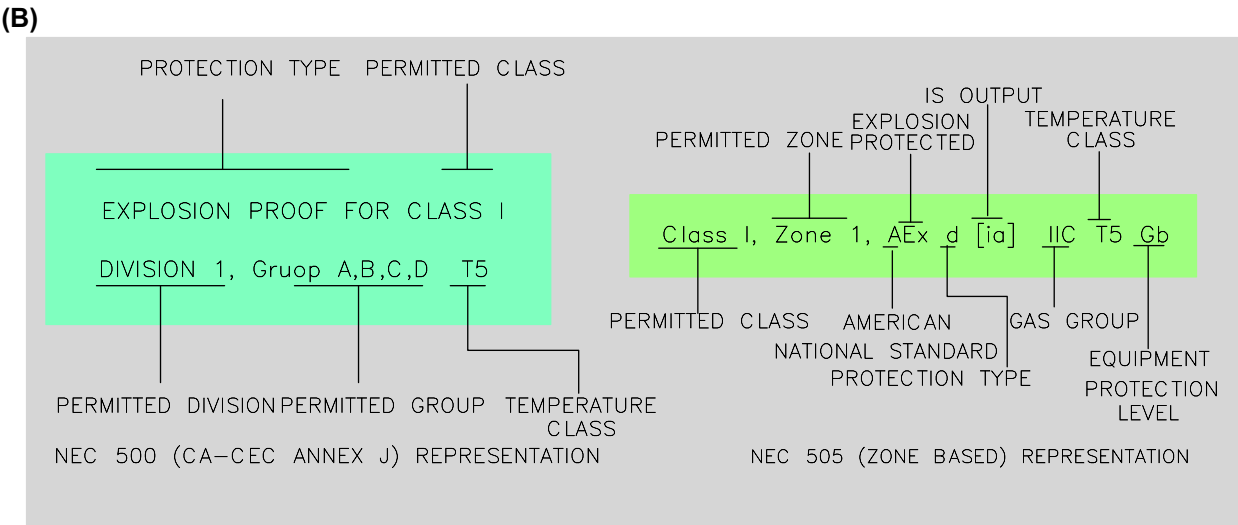 (B)
PROTECTION TYPE PERMITTED CLASS
EXPLOSION PROOF FOR CLASS I
DIVISION 1, Gruop A,B,C,D T5
PERMITTED DIVISION PERMITTED GROUP TEMPERATURE
CLASS
NEC 500 (CA-CEC ANNEX J) REPRESENTATION
IS OUTPUT
EXPLOSION
PROTECTED
TEMPERATURE
CLASS
PERMITTED ZONE
Class I, Zone 1, AEx d [ia] IIC T5 Gb
PERMITTED CLASS
AMERICAN
NATIONAL STANDARD
PROTECTION TYPE
GAS GROUP
EQUIPMENT
PROTECTION
LEVEL
NEC 505 (ZONE BASED) REPRESENTATION